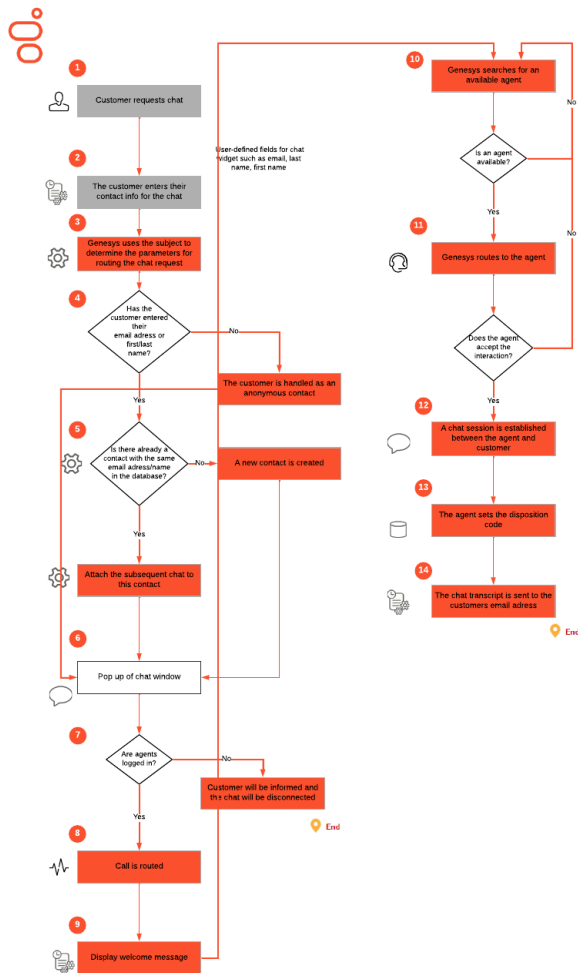 1
Customer requests chat
User-defined fields for chat
widget such as email, last
name, first name
2
The customer enters their
contact info for the chat
3
Genesys uses the subject to
determine the parameters for
routing the chat request
4
Has the
customer entered
their
email adress or
first/last
name?
No
The customer is handled as an
anonymous contact
Yes
5
Is there already a
contact with the same
email adress/name
in the database?
No
A new contact is created
Yes
Attach the subsequent chat to
this contact
6
Pop up of chat window
7
Are agents
logged in?
No
Customer will be informed and
the chat will be disconnected
End
Yes
8
Call is routed
9
Display welcome message
10
Genesys searches for an
available agent
No
Is an agent
available?
Yes
11
No
Genesys routes to the agent
Does the agent
accept the
interaction?
Yes
12
A chat session is established
between the agent and
customer
13
The agent sets the disposition
code
14
The chat transcript is sent to the
customers email adress
End